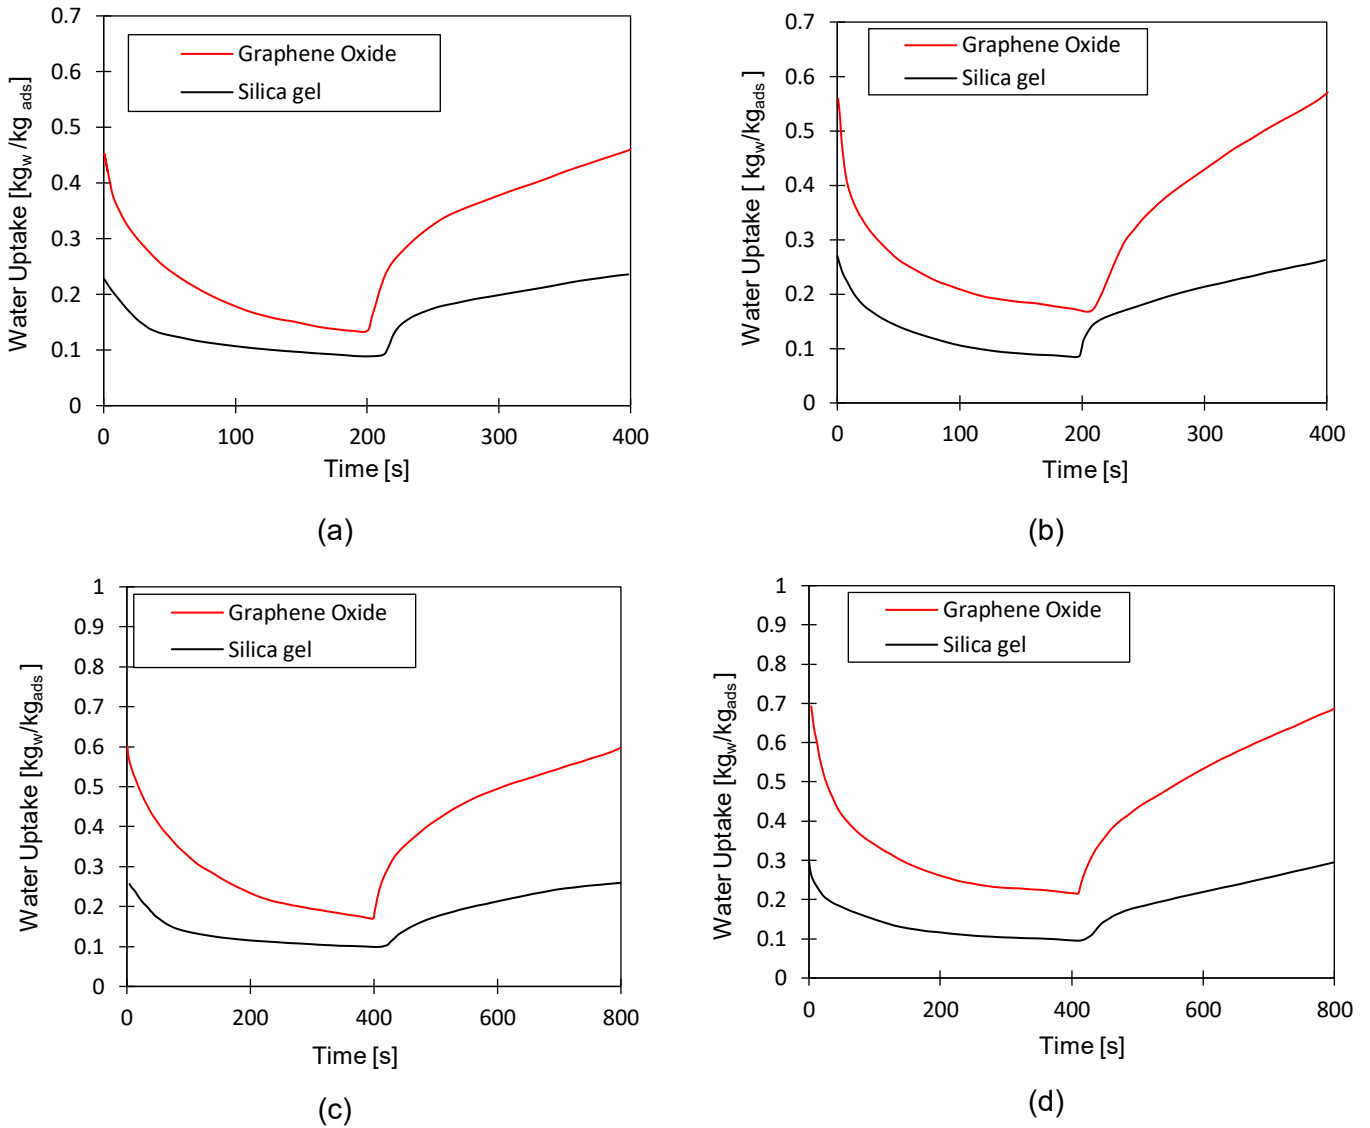 Water Uptake [kgw /kg ads]
0.7
0.6
0.5
0.4
0.3
0.2
0.1
0
Graphene Oxide
Silica gel
0 100 200 300 400
Time [s]
(a)
Water Uptake [ kgw/kgads]
0.7
0.6
0.5
0.4
0.3
0.2
0.1
0
Graphene Oxide
Silica gel
0 100 200 300 400
Time [s]
(b)
Water Uptake [kgw/kgads]
1
0.9
0.8
0.7
0.6
0.5
0.4
0.3
0.2
0.1
0
Graphene Oxide
Silica gel
0 200 400 600 800
Time [s]
(c)
Water Uptake [kgw/kgads]
1
0.9
0.8
0.7
0.6
0.5
0.4
0.3
0.2
0.1
0
Graphene Oxide
Silica gel
0 200 400 600 800
Time [s]
(d)